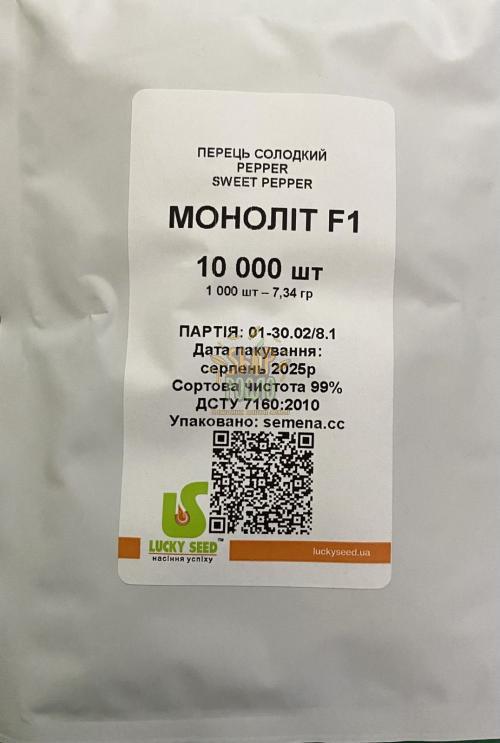 ПЕРЕЦЬ СОЛОДКИЙ
PEPPER
SWEET PEPPER
МОНОЛІТ F1
10 000 шт
1 000 шт – 7,34 гр
ПАРТІЯ: 01-30.02/8.1
Дата пакування:
серпень 2025р
Сортова чистота 99%
ДСТУ 7160:2010
Упаковано: semena.cc
LUCKY SEED™
насіння успіху
luckyseed.ua